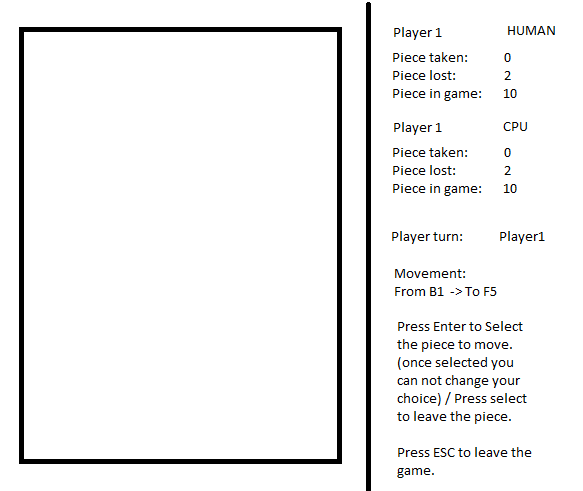 Player 1 HUMAN
Piece taken: 0
Piece lost: 2
Piece in game: 10
Player 1 CPU
Piece taken: 0
Piece lost: 2
Piece in game: 10
Player turn: Player1
Movement:
From B1 -> To F5
Press Enter to Select
the piece to move.
(once selected you
can not change your
choice) / Press select
to leave the piece.
Press ESC to leave the
game.